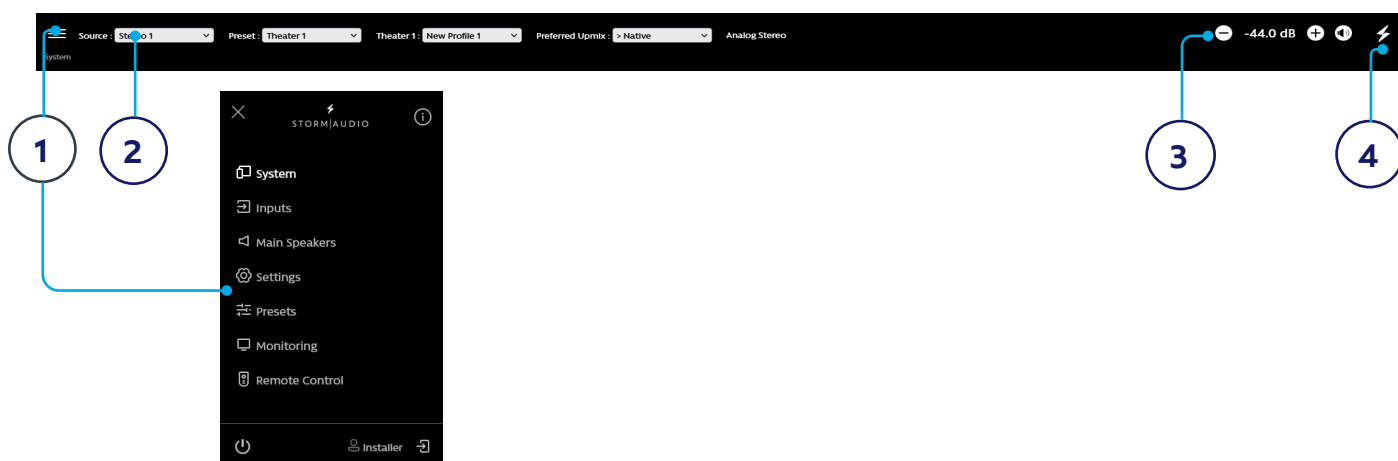 Source : Stereo 1 Preset : Theater 1 Theater 1 : New Profile 1 Preferred Upmix : > Native Analog Stereo -44.0 dB
System
1
2
3
4
STORM|AUDIO
System
Inputs
Main Speakers
Settings
Presets
Monitoring
Remote Control
Installer